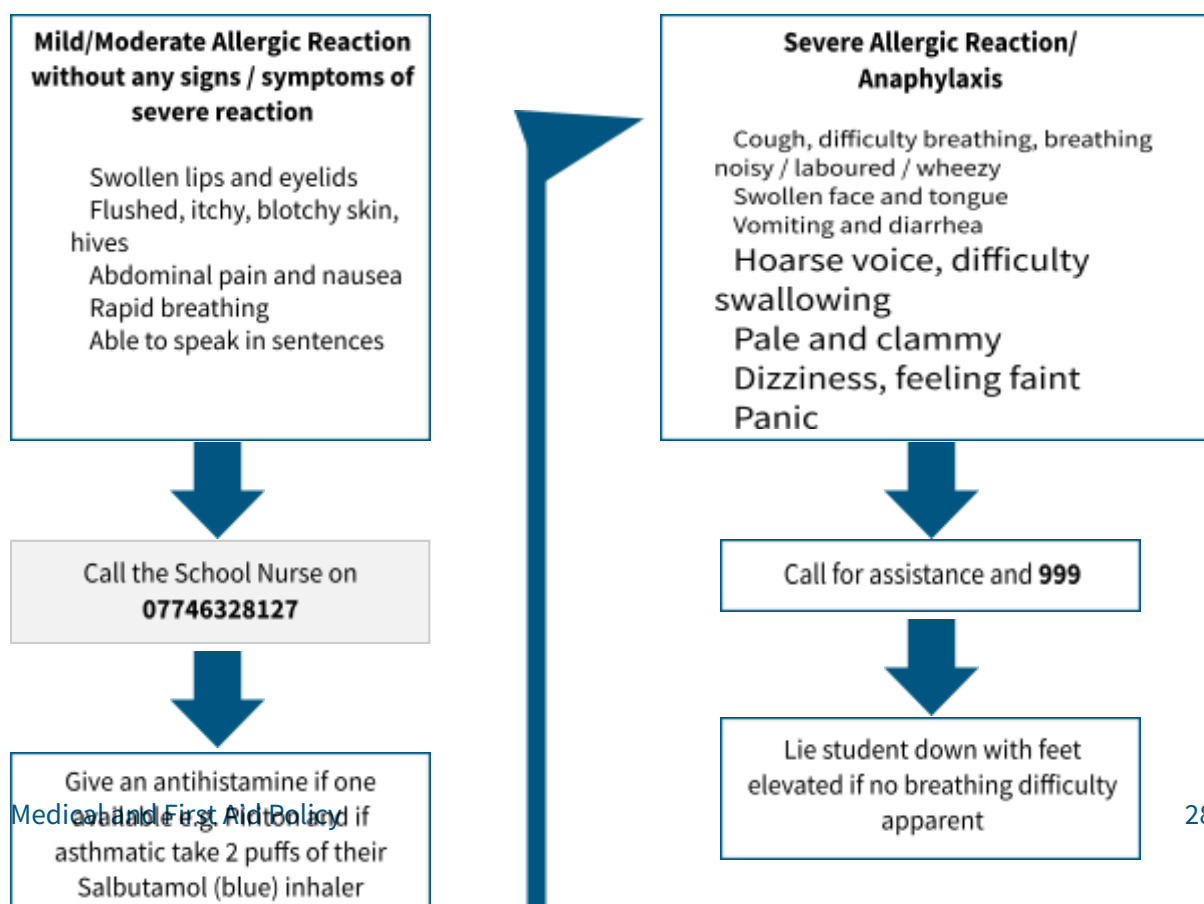 Mild/Moderate Allergic Reaction
without any signs / symptoms of
severe reaction
Swollen lips and eyelids
Flushed, itchy, blotchy skin,
hives
Abdominal pain and nausea
Rapid breathing
Able to speak in sentences
Call the School Nurse on
07746328127
Give an antihistamine if one
available e.g. Piriton and if
asthmatic take 2 puffs of their
Salbutamol (blue) inhaler
Severe Allergic Reaction/
Anaphylaxis
Cough, difficulty breathing, breathing
noisy / laboured / wheezy
Swollen face and tongue
Vomiting and diarrhea
Hoarse voice, difficulty
swallowing
Pale and clammy
Dizziness, feeling faint
Panic
Call for assistance and 999
Lie student down with feet
elevated if no breathing difficulty
apparent
Medical and First Aid Policy
28